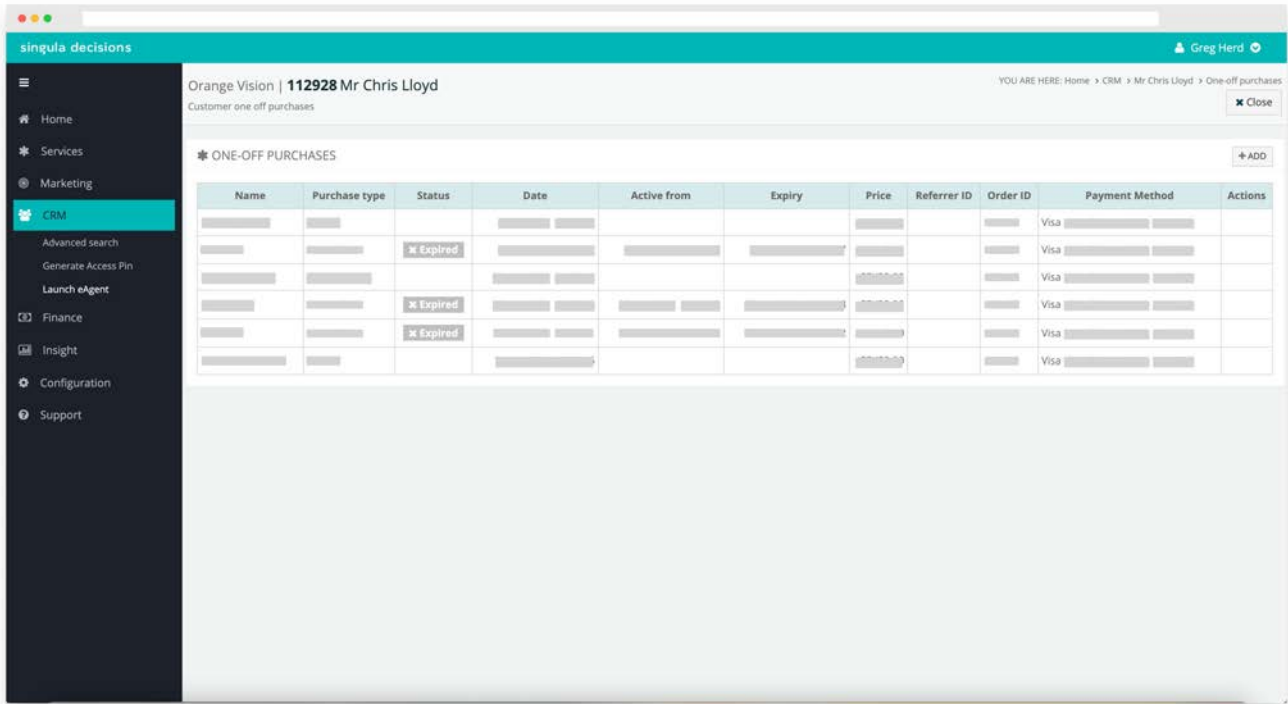 singula decisions
Greg Herd
Orange Vision | 112928 Mr Chris Lloyd
YOU ARE HERE: Home > CRM > Mr Chris Lloyd > One-off purchases
Customer one off purchases
Close
Home
Services
Marketing
CRM
Advanced search
Generate Access Pin
Launch eAgent
Finance
Insight
Configuration
Support
ONE-OFF PURCHASES
+ADD
Name Purchase type Status Date Active from Expiry Price Referrer ID Order ID Payment Method Actions
Visa
Expired Visa
Visa
Expired Visa
Expired Visa
Visa